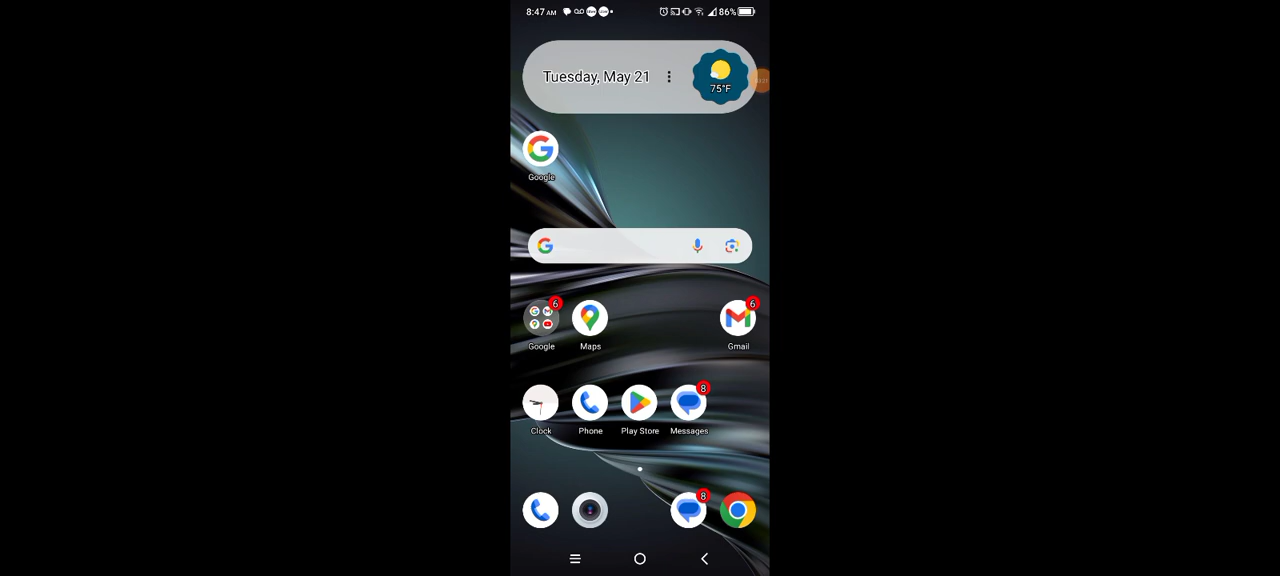 8:47 AM
86%
Tuesday, May 21
75°F
Google
6
6
Google
Maps
Gmail
8
Clock
Phone
Play Store
Messages
8